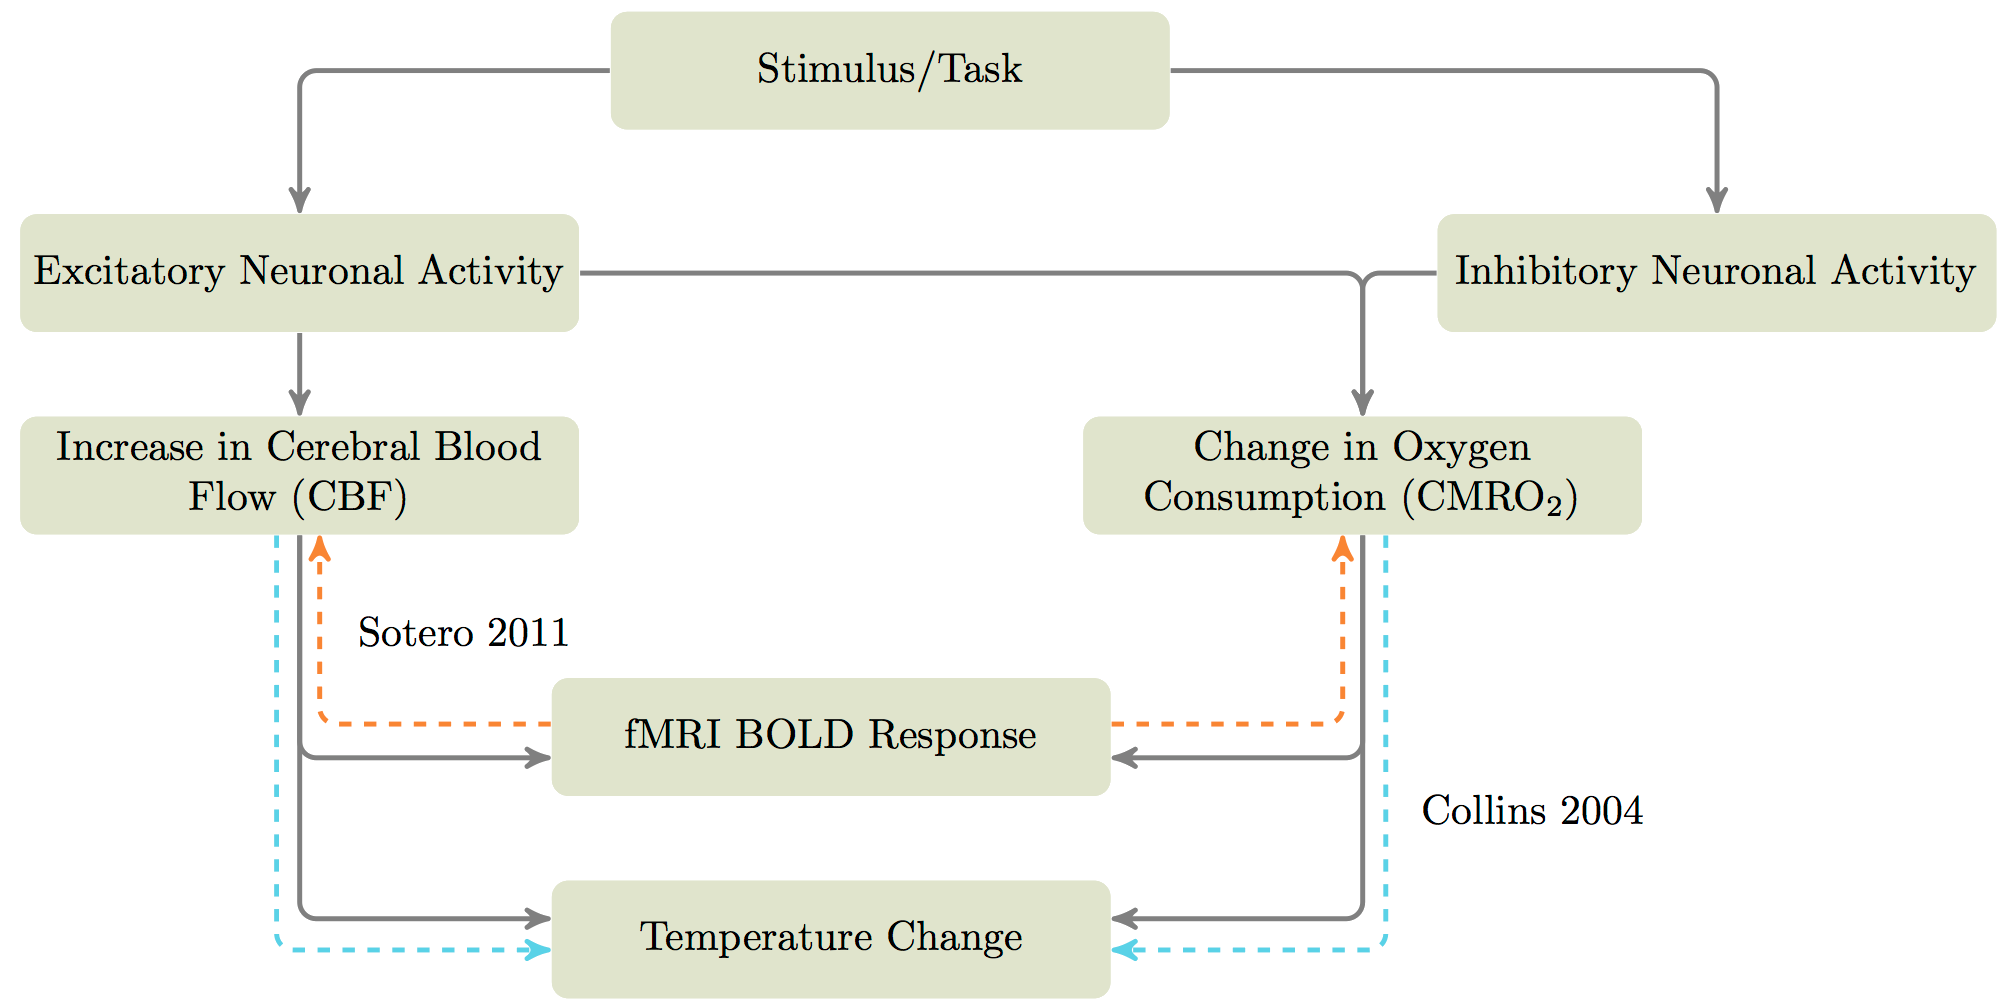 Stimulus/Task
Excitatory Neuronal Activity
Inhibitory Neuronal Activity
Increase in Cerebral Blood
Flow (CBF)
Change in Oxygen
Consumption (CMRO₂)
Sotero 2011
fMRI BOLD Response
Collins 2004
Temperature Change